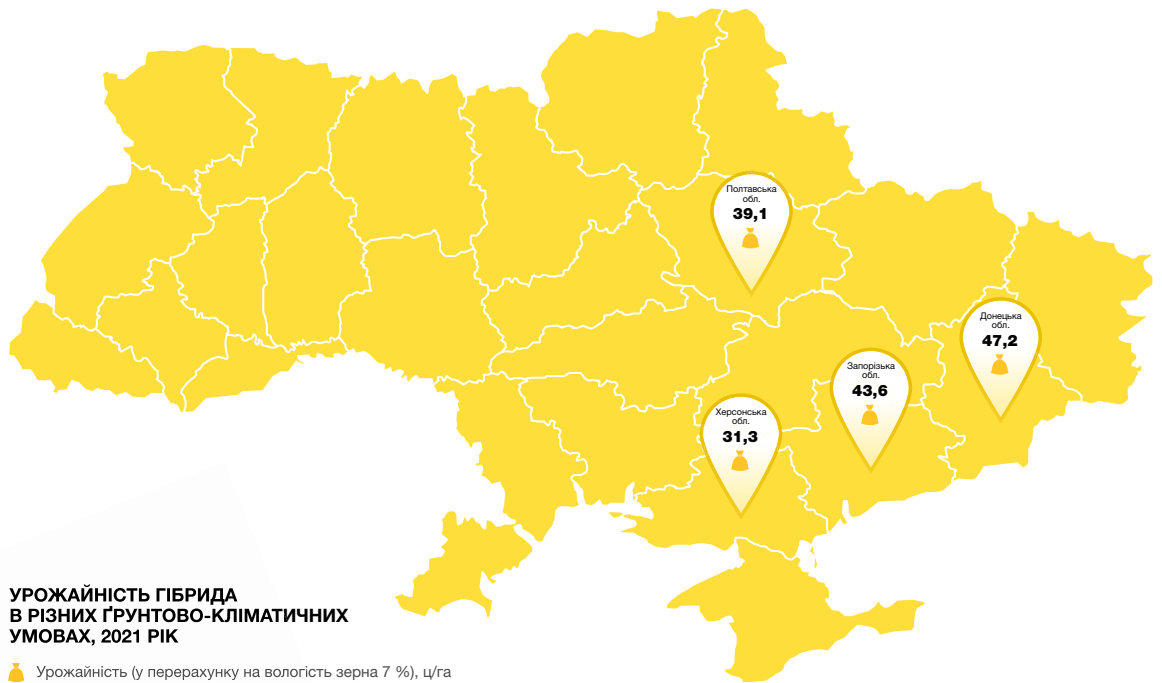 Полтавська
обл.
39,1
Донецька
обл.
47,2
Запорізька
обл.
43,6
Херсонська
обл.
31,3
УРОЖАЙНІСТЬ ГІБРИДА
В РІЗНИХ ҐРУНТОВО-КЛІМАТИЧНИХ
УМОВАХ, 2021 РІК
Урожайність (у перерахунку на вологість зерна 7 %), ц/га